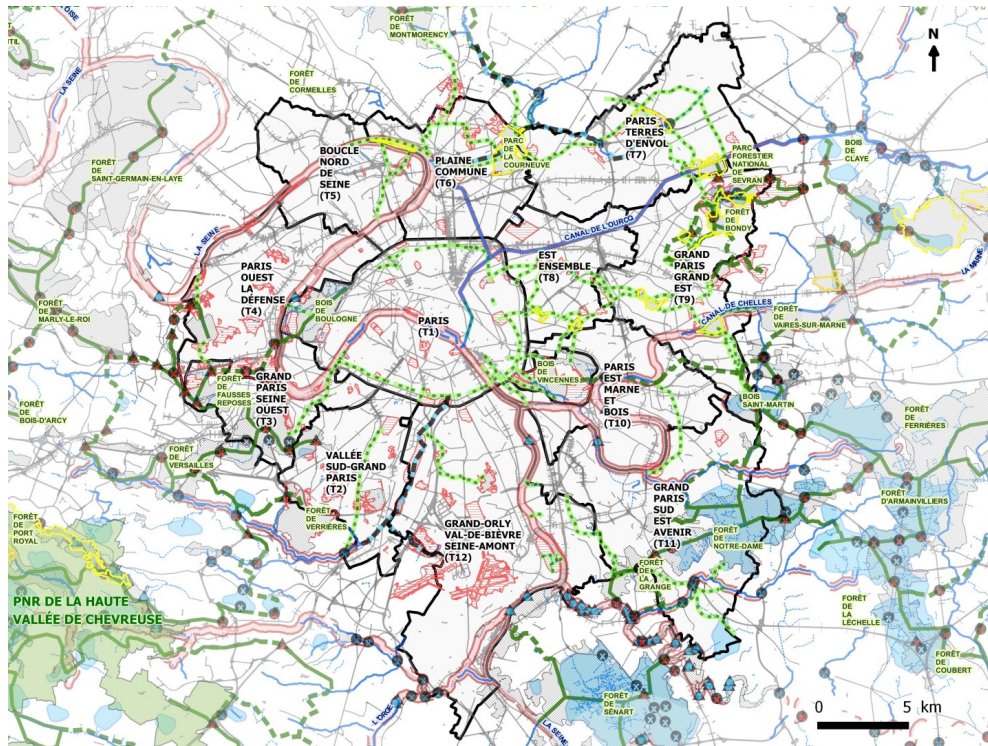 OISE
UTIL
LA SEINE
FORÊT
DE
MONTMORENCY
N
FORÊT
DE
CORMEILLES
PARIS
TERRES
D'ENVOL
(T7)
BOUCLE
NORD
DE
SEINE
(T5)
PLAINE
COMMUNE
(T6)
PARC
DE LA
COURNEUVE
PARC
FORESTIER
NATIONAL
DE
SEVRAN
BOIS
DE
CLAYE
FORÊT
DE
SAINT-GERMAIN-EN-LAYE
FORÊT
DE
BONDY
CANAL DE L'OURCQ
LA SEINE
PARIS
OUEST
LA
DÉFENSE
(T4)
EST
ENSEMBLE
(T8)
GRAND
PARIS
GRAND
EST
(T9)
LA MARNE
FORÊT
DE
MARLY-LE-ROI
BOIS
DE
BOULOGNE
PARIS
(T1)
CANAL DE CHELLES
FORÊT
DE
VAIRES-SUR-MARNE
GRAND
PARIS
SEINE
OUEST
(T3)
FORÊT
DE
FAUSSES
REPOSES
BOIS
DE
VINCENNES
PARIS
EST
MARNE
ET
BOIS
(T10)
BOIS
SAINT-MARTIN
FORÊT
DE
BOIS-D'ARCY
FORÊT
DE
FERRIÈRES
FORÊT
DE
VERSAILLES
VALLÉE
SUD-GRAND
PARIS
(T2)
FORÊT
DE
VERRIÈRES
GRAND
PARIS
SUD
EST
AVENIR
(T11)
FORÊT
D'ARMAINVILLIERS
FORÊT
DE
PORT
ROYAL
GRAND-ORLY
VAL-DE-BIÈVRE
SEINE-AMONT
(T12)
FORÊT
DE
NOTRE-DAME
FORÊT
DE
LA
GRANGE
PNR DE LA HAUTE
VALLÉE DE CHEVREUSE
FORÊT
DE
LA
LÉCHELLE
FORÊT
DE
COUBERT
L'ORGE
FORÊT
DE
SÉNART
LA SEINE
0 5 km